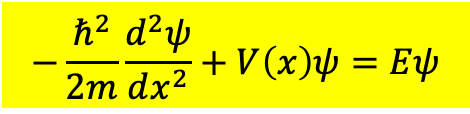 −ħ²/2m d²ψ/dx² + V(x)ψ = Eψ